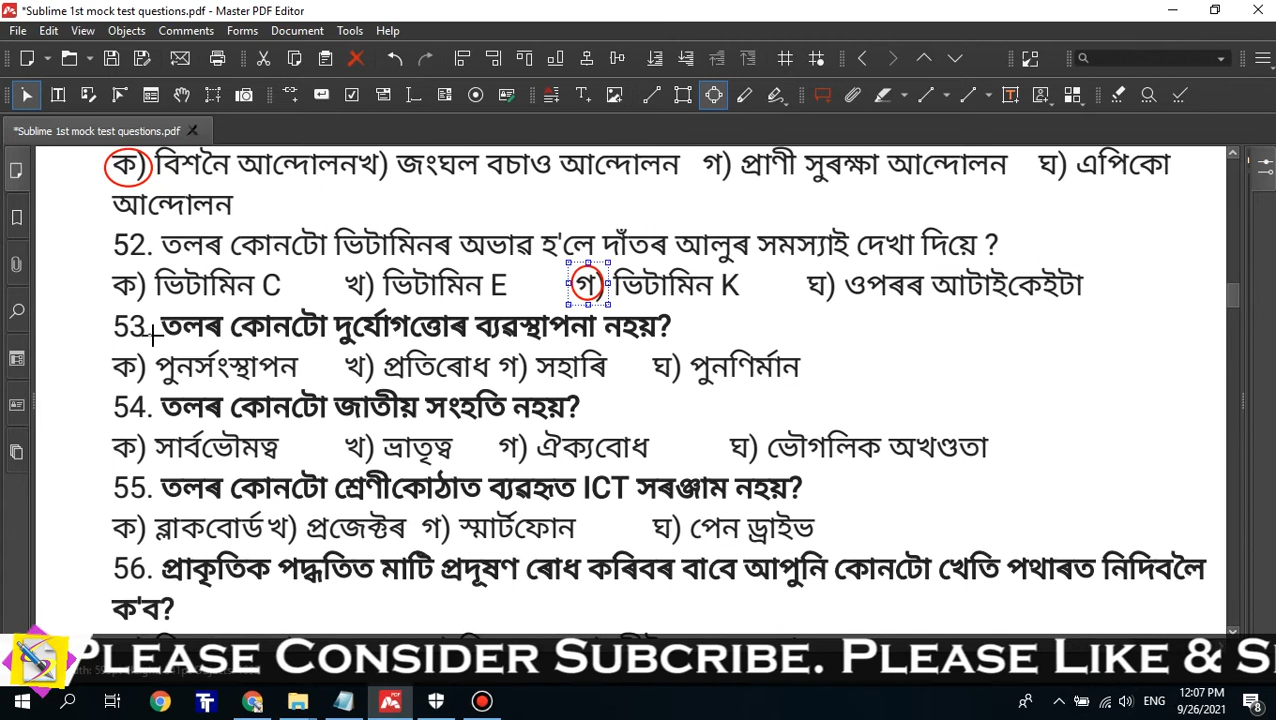 *Sublime 1st mock test questions.pdf - Master PDF Editor
File Edit View Objects Comments Forms Document Tools Help
*Sublime 1st mock test questions.pdf
ক) বিশনৈ আন্দোলনখ) জংঘল বচাও আন্দোলন গ) প্ৰাণী সুৰক্ষা আন্দোলন ঘ) এপিকো
আন্দোলন
52. তলৰ কোনটো ভিটামিনৰ অভাৱ হ'লে দাঁতৰ আলুৰ সমস্যাই দেখা দিয়ে ?
ক) ভিটামিন C খ) ভিটামিন E গ) ভিটামিন K ঘ) ওপৰৰ আটাইকেইটা
53. তলৰ কোনটো দুৰ্যোগত্তোৰ ব্যৱস্থাপনা নহয়?
ক) পুনৰ্সংস্থাপন খ) প্ৰতিৰোধ গ) সহাৰি ঘ) পুনণিৰ্মান
54. তলৰ কোনটো জাতীয় সংহতি নহয়?
ক) সাৰ্বভৌমত্ব খ) ভ্ৰাতৃত্ব গ) ঐক্যবোধ ঘ) ভৌগলিক অখণ্ডতা
55. তলৰ কোনটো শ্ৰেণীকোঠাত ব্যৱহৃত ICT সৰঞ্জাম নহয়?
ক) ব্লাকবোৰ্ড খ) প্ৰজেক্টৰ গ) স্মাৰ্টফোন ঘ) পেন ড্ৰাইভ
56. প্ৰাকৃতিক পদ্ধতিত মাটি প্ৰদূষণ ৰোধ কৰিবৰ বাবে আপুনি কোনটো খেতি পথাৰত নিদিবলৈ
ক'ব?
PLEASE CONSIDER SUBCRIBE. PLEASE LIKE & S
ENG
12:07 PM
9/26/2021
8